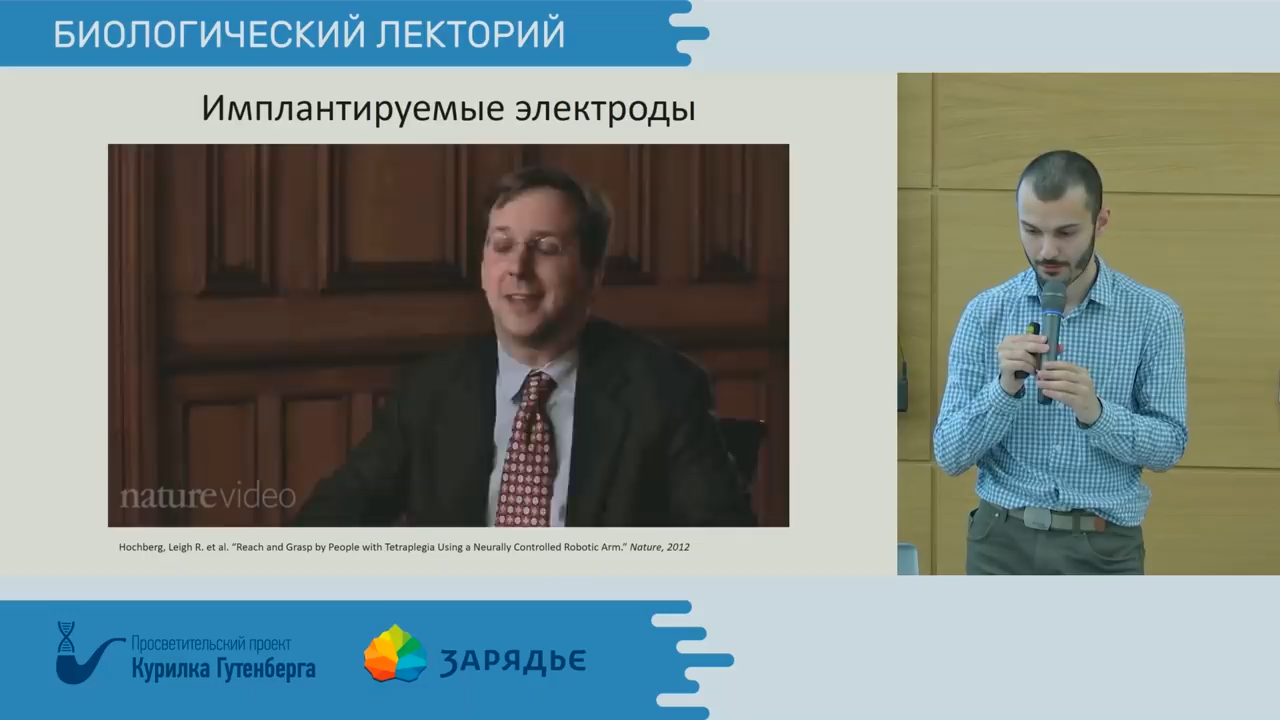 БИОЛОГИЧЕСКИЙ ЛЕКТОРИЙ
Имплантируемые электроды
naturevideo
Hochberg, Leigh R. et al. “Reach and Grasp by People with Tetraplegia Using a Neurally Controlled Robotic Arm.” Nature, 2012
Просветительский проект
Курилка Гутенберга
ЗАРЯДЬЕ